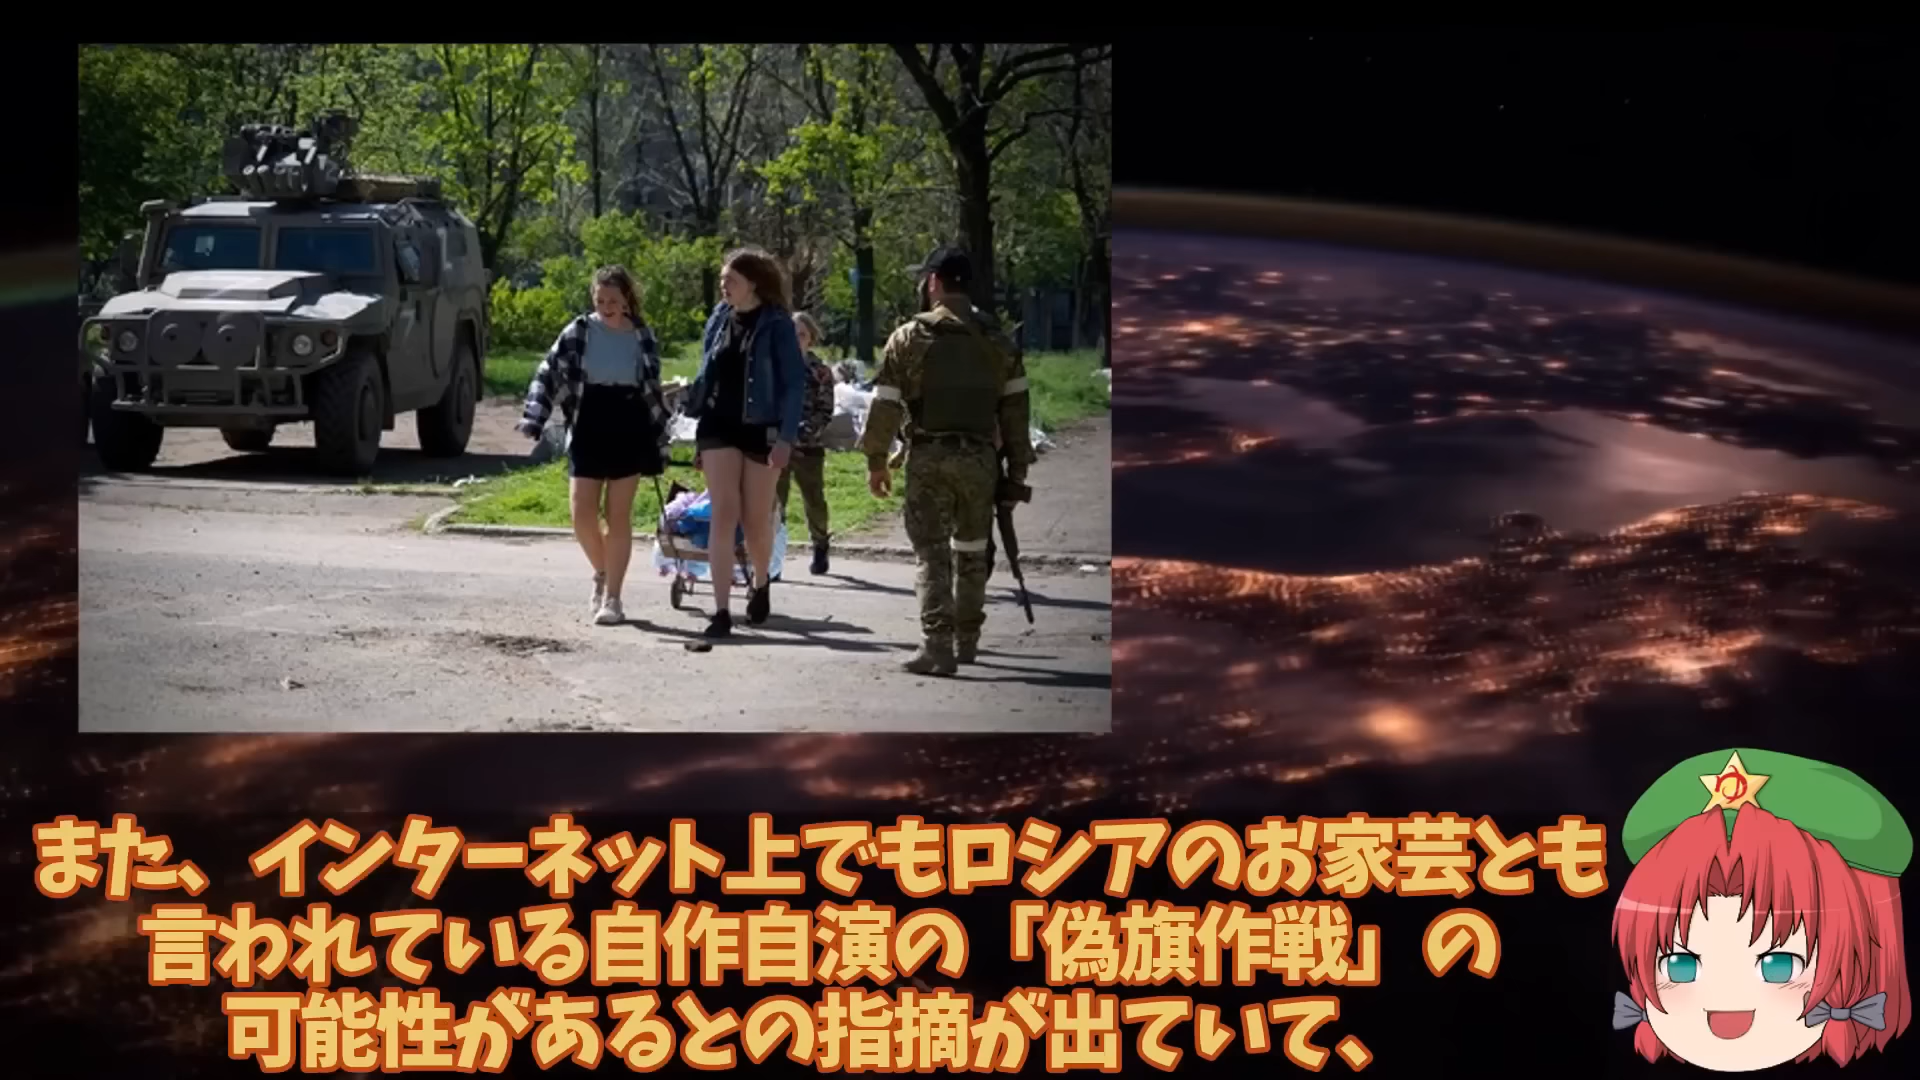 また、インターネット上でもロシアのお家芸とも
言われている自作自演の「偽旗作戦」の
可能性があるとの指摘が出ていて、